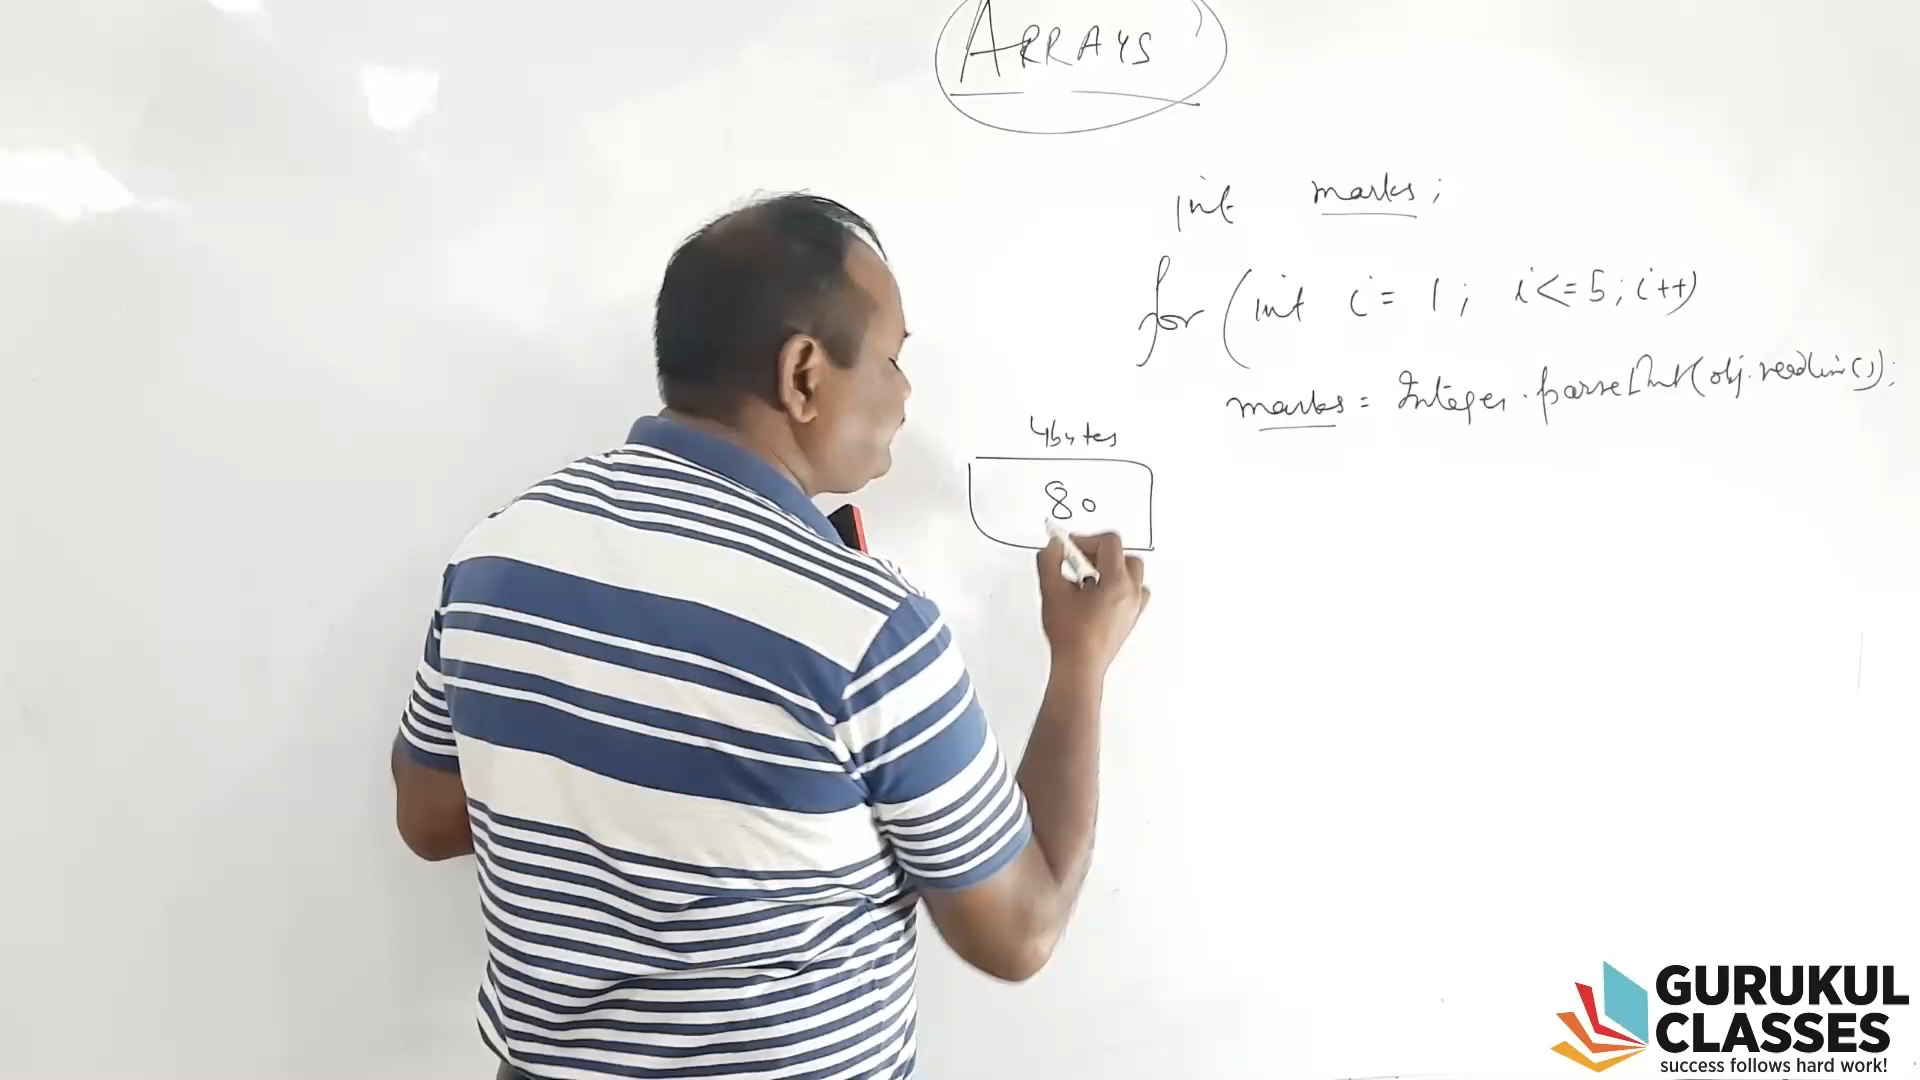 ARRAYS
int marks;
for (int i = 1; i<=5; i++)
marks = Integer.parseInt(obj.readLine());
4bytes
80
GURUKUL
CLASSES
success follows hard work!